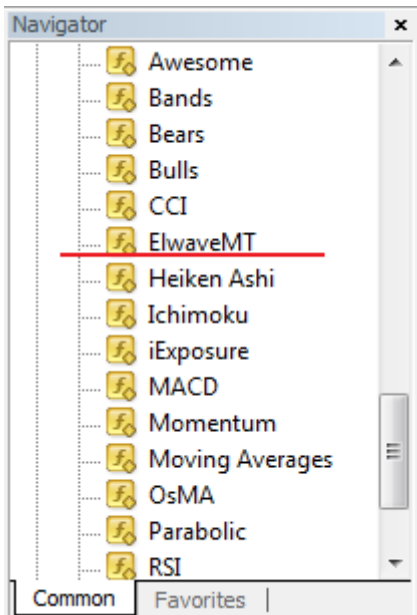 Navigator
Awesome
Bands
Bears
Bulls
CCI
ElwaveMT
Heiken Ashi
Ichimoku
iExposure
MACD
Momentum
Moving Averages
OsMA
Parabolic
RSI
Common Favorites